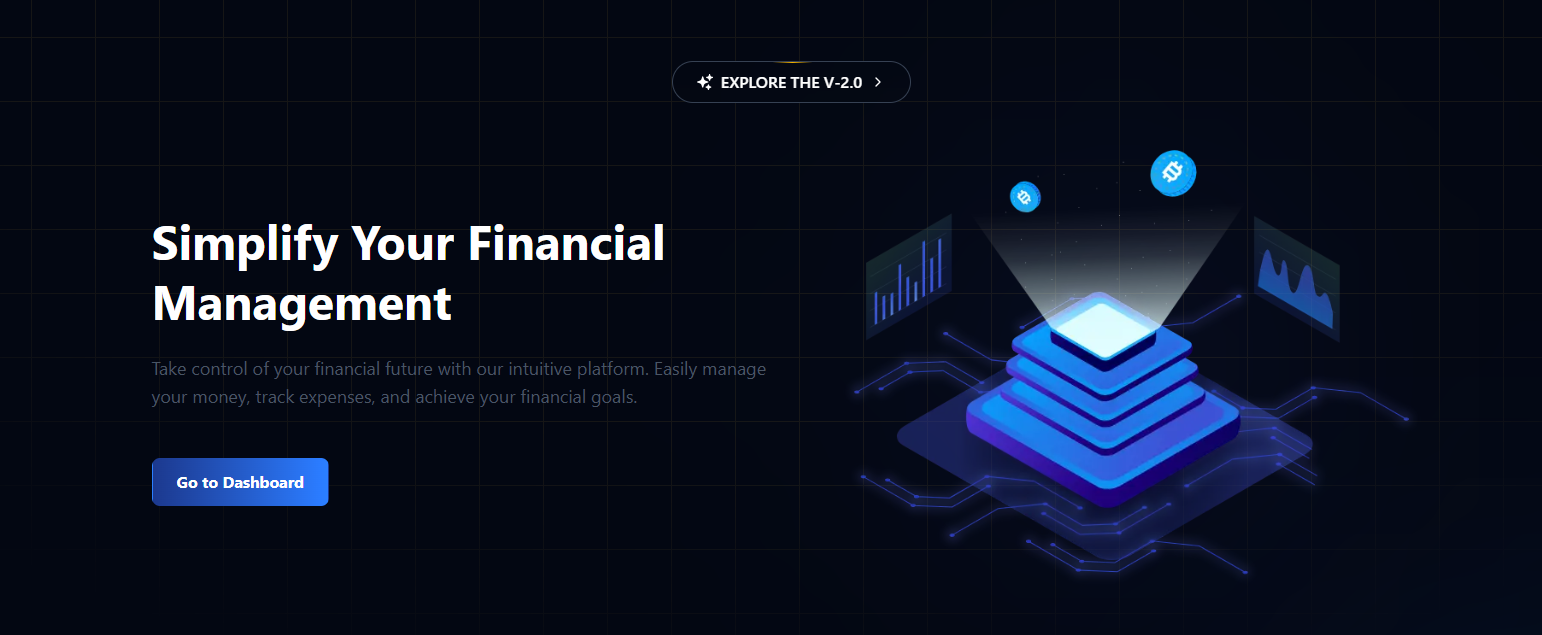 EXPLORE THE V-2.0
Simplify Your Financial
Management
Take control of your financial future with our intuitive platform. Easily manage
your money, track expenses, and achieve your financial goals.
Go to Dashboard